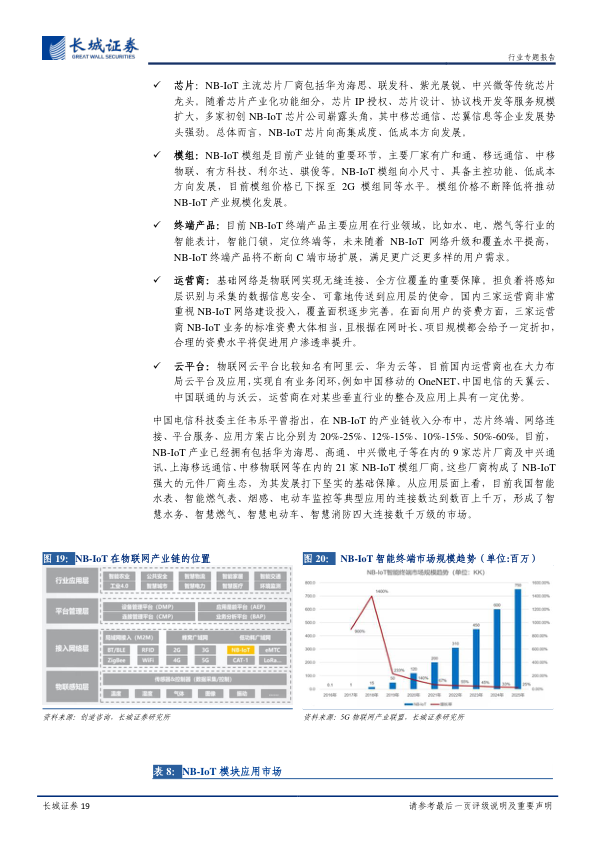 长城证券
GREAT WALL SECURITIES
行业专题报告
✓ 芯片：NB-IoT 主流芯片厂商包括华为海思、联发科、紫光展锐、中兴微等传统芯片
龙头。随着芯片产业化功能细分，芯片 IP 授权、芯片设计、协议栈开发等服务规模
扩大，多家初创 NB-IoT 芯片公司崭露头角，其中移芯通信、芯翼信息等企业发展势
头强劲。总体而言，NB-IoT 芯片向高集成度、低成本方向发展。
✓ 模组：NB-IoT 模组是目前产业链的重要环节，主要厂家有广和通、移远通信、中移
物联、有方科技、利尔达、骐俊等。NB-IoT 模组向小尺寸、具备主控功能、低成本
方向发展，目前模组价格已下探至 2G 模组同等水平。模组价格不断降低将推动
NB-IoT 产业规模化发展。
✓ 终端产品：目前 NB-IoT 终端产品主要应用在行业领域，比如水、电、燃气等行业的
智能表计，智能门锁，定位终端等，未来随着 NB-IoT 网络升级和覆盖水平提高，
NB-IoT 终端产品将不断向 C 端市场扩展，满足更广泛更多样的用户需求。
✓ 运营商：基础网络是物联网实现无缝连接、全方位覆盖的重要保障。担负着将感知
层识别与采集的数据信息安全、可靠地传送到应用层的使命。国内三家运营商非常
重视 NB-IoT 网络建设投入，覆盖面积逐步完善。在面向用户的资费方面，三家运营
商 NB-IoT 业务的标准资费大体相当，且根据在网时长、项目规模都会给予一定折扣，
合理的资费水平将促进用户渗透率提升。
✓ 云平台：物联网云平台比较知名有阿里云、华为云等，目前国内运营商也在大力布
局云平台及应用，实现自有业务闭环，例如中国移动的 OneNET、中国电信的天翼云、
中国联通的与沃云，运营商在对某些垂直行业的整合及应用上具有一定优势。
中国电信科技委主任韦乐平曾指出，在 NB-IoT 的产业链收入分布中，芯片终端、网络连
接、平台服务、应用方案占比分别为 20%-25%、12%-15%、10%-15%、50%-60%。目前，
NB-IoT 产业已经拥有包括华为海思、高通、中兴微电子等在内的 9 家芯片厂商及中兴通
讯、上海移远通信、中移物联网等在内的 21 家 NB-IoT 模组厂商。这些厂商构成了 NB-IoT
强大的元件厂商生态，为其发展打下坚实的基础保障。从应用层面上看，目前我国智能
水表、智能燃气表、烟感、电动车监控等典型应用的连接数达到数百上千万，形成了智
慧水务、智慧燃气、智慧电动车、智慧消防四大连接数千万级的市场。
图 19：NB-IoT 在物联网产业链的位置
行业应用层
智能农业 公共安全 智慧物流 智能家居 智能交通
工业4.0 智慧城市 智慧电力 智慧医疗 环境监测
平台管理层
设备管理平台（DMP） 应用赋能平台（AEP）
连接管理平台（CMP） 业务分析平台（BAP）
接入网络层
局域网接入（M2M） 蜂窝广域网 低功耗广域网
BT/BLE RFID 2G 3G NB-IoT eMTC
ZigBee WiFi 4G 5G CAT-1 LoRa...
物联感知层
传感器&控制器（数据采集/控制）
温度 湿度 气体 图像 振动 ......
资料来源：创道咨询，长城证券研究所
图 20： NB-IoT 智能终端市场规模趋势（单位:百万）
NB-IoT智能终端市场规模趋势（单位：KK）
800.0
700.0
600.0
500.0
400.0
300.0
200.0
100.0
0.0
1600.00%
1400.00%
1200.00%
1000.00%
800.00%
600.00%
400.00%
200.00%
0.00%
0.1 1 15 50 120 200 310 450 600 750
900% 1400% 233% 140% 67% 55% 45% 33% 25%
2016年 2017年 2018年 2019年 2020年 2021年 2022年 2023年 2024年 2025年
NB-IoT 增长率
资料来源：5G 物联网产业联盟，长城证券研究所
表 8：NB-IoT 模块应用市场
长城证券 19
请参考最后一页评级说明及重要声明